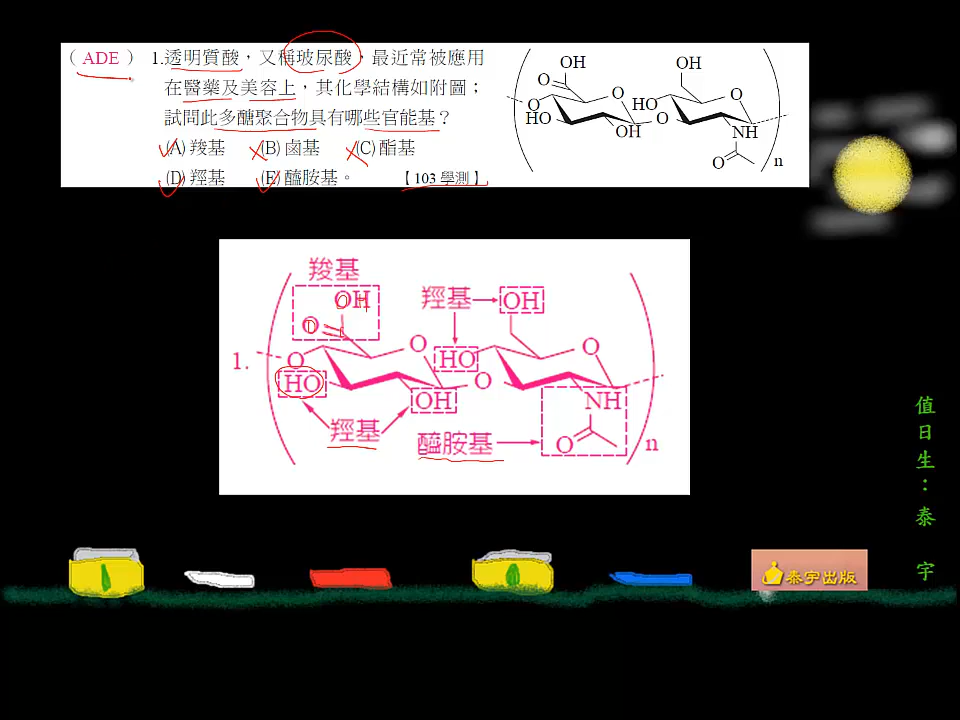 ( ADE ) 1.透明質酸，又稱玻尿酸，最近常被應用
在醫藥及美容上，其化學結構如附圖；
試問此多醣聚合物具有哪些官能基？
(A) 羧基 (B) 鹵基 (C) 酯基
(D) 羥基 (E) 醯胺基。 【103 學測】
OH
O
O
HO
O
OH
O
OH
HO
O
NH
O
n
羧基
OH
O
羥基
OH
1.
O
HO
O
HO
O
O
OH
NH
O
羥基
醯胺基
n
值日生：泰宇
泰宇出版